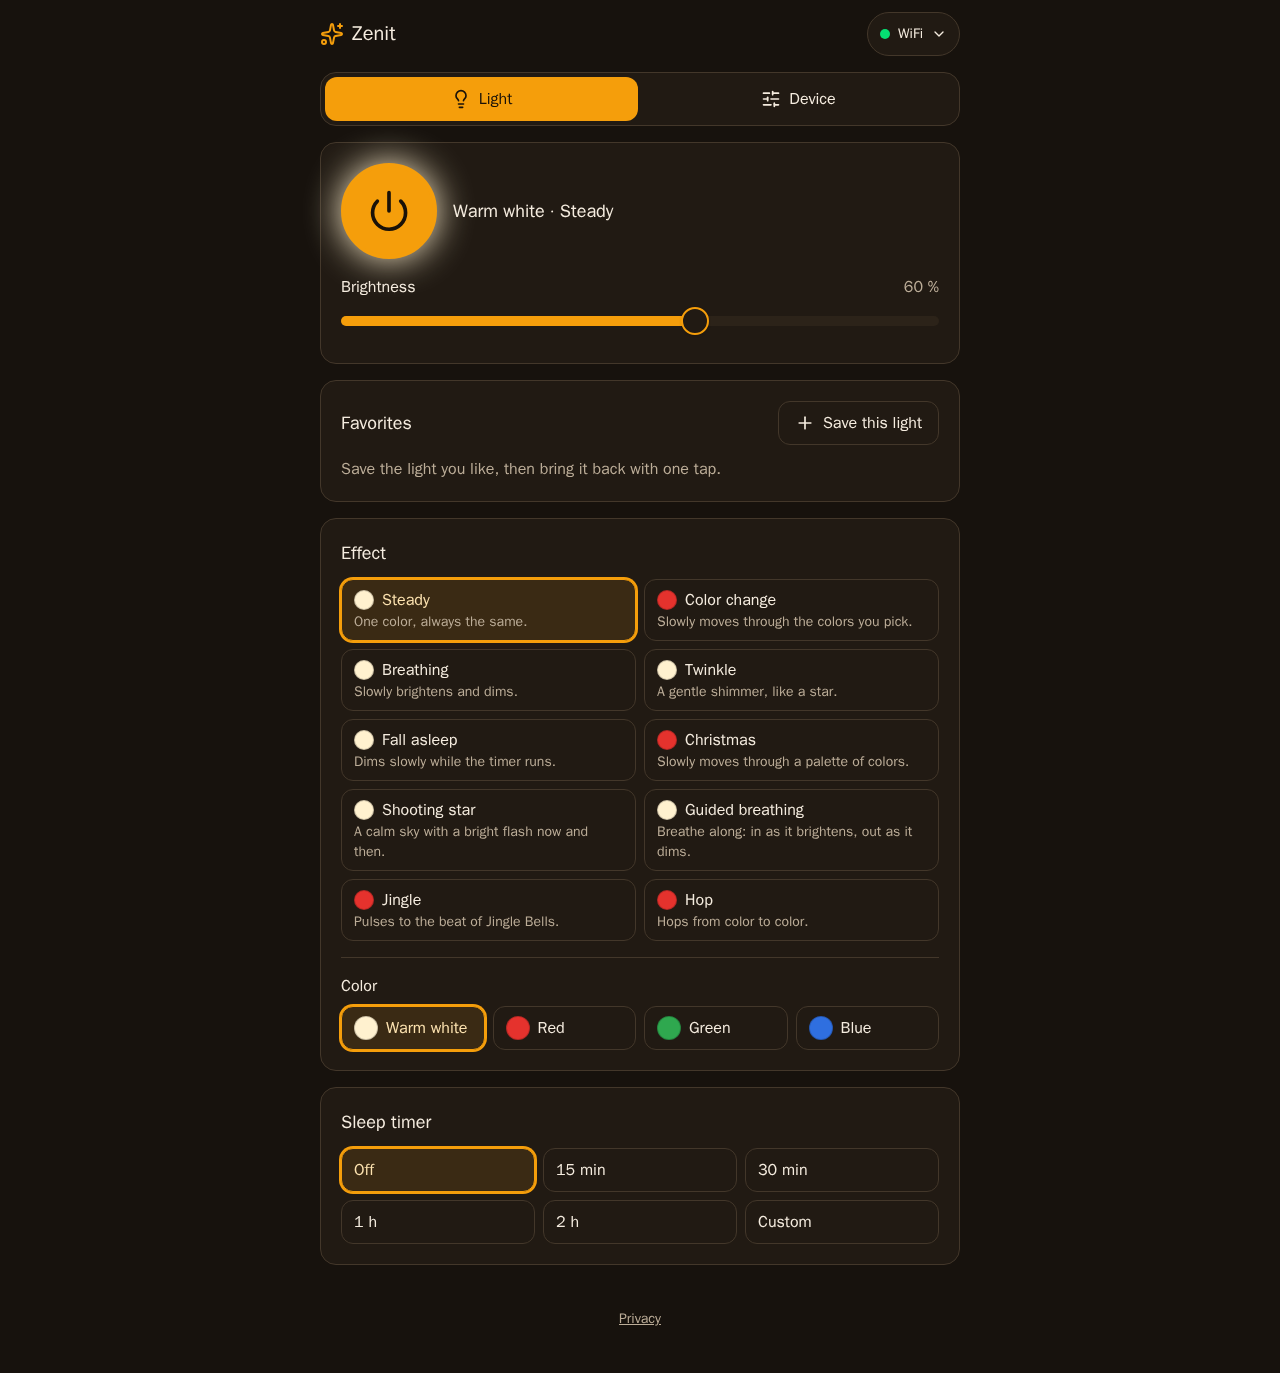 Zenit
WiFi
Light
Device
Warm white · Steady
Brightness
60 %
Favorites
Save this light
Save the light you like, then bring it back with one tap.
Effect
Steady
One color, always the same.
Color change
Slowly moves through the colors you pick.
Breathing
Slowly brightens and dims.
Twinkle
A gentle shimmer, like a star.
Fall asleep
Dims slowly while the timer runs.
Christmas
Slowly moves through a palette of colors.
Shooting star
A calm sky with a bright flash now and
then.
Guided breathing
Breathe along: in as it brightens, out as it
dims.
Jingle
Pulses to the beat of Jingle Bells.
Hop
Hops from color to color.
Color
Warm white
Red
Green
Blue
Sleep timer
Off
15 min
30 min
1 h
2 h
Custom
Privacy